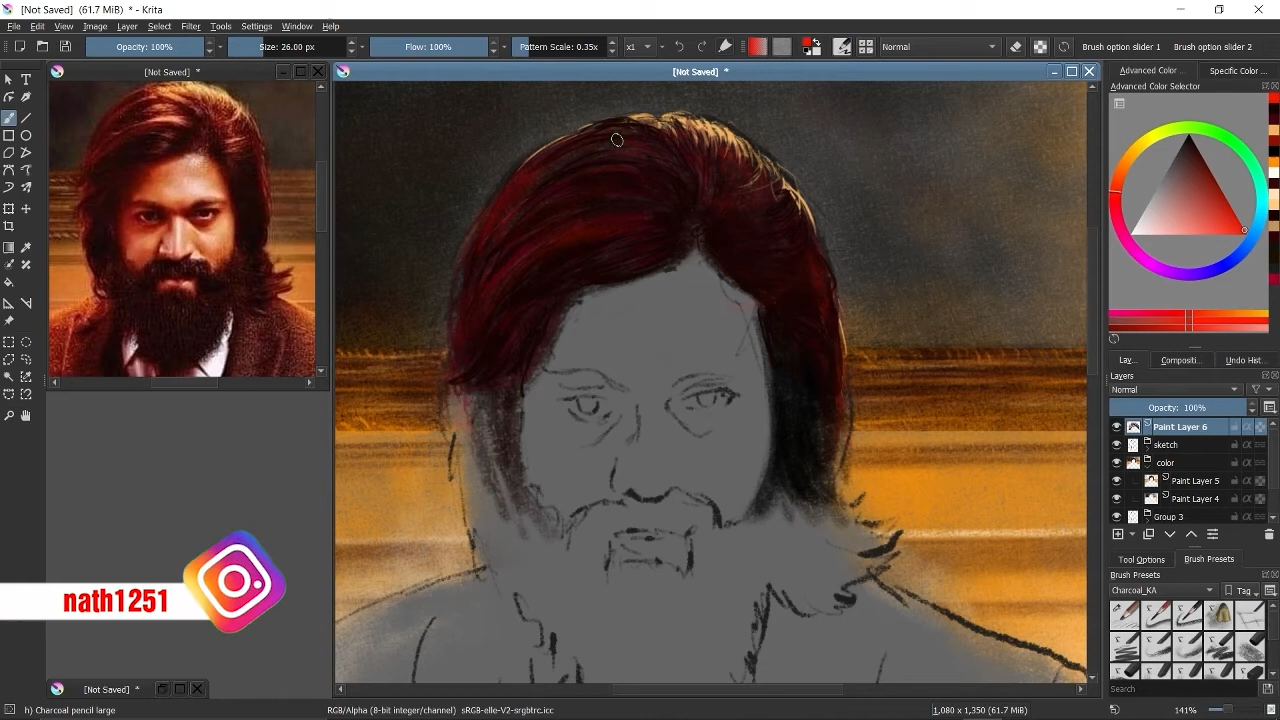 [Not Saved] (61.7 MiB) * - Krita
File Edit View Image Layer Select Filter Tools Settings Window Help
Opacity: 100% Size: 26.00 px Flow: 100% Pattern Scale: 0.35x x1 Normal Brush option slider 1 Brush option slider 2
[Not Saved] * [Not Saved] * Advanced Color ... Specific Color ...
Advanced Color Selector
Lay... Compositi... Undo Hist...
Layers
Normal
Opacity: 100%
Paint Layer 6
sketch
color
Paint Layer 5
Paint Layer 4
Group 3
Tool Options Brush Presets
Brush Presets
Charcoal_KA Tag
nath1251
Search
[Not Saved] *
h) Charcoal pencil large RGB/Alpha (8-bit integer/channel) sRGB-elle-V2-srgbtrc.icc 1,080 x 1,350 (61.7 MiB) 141%